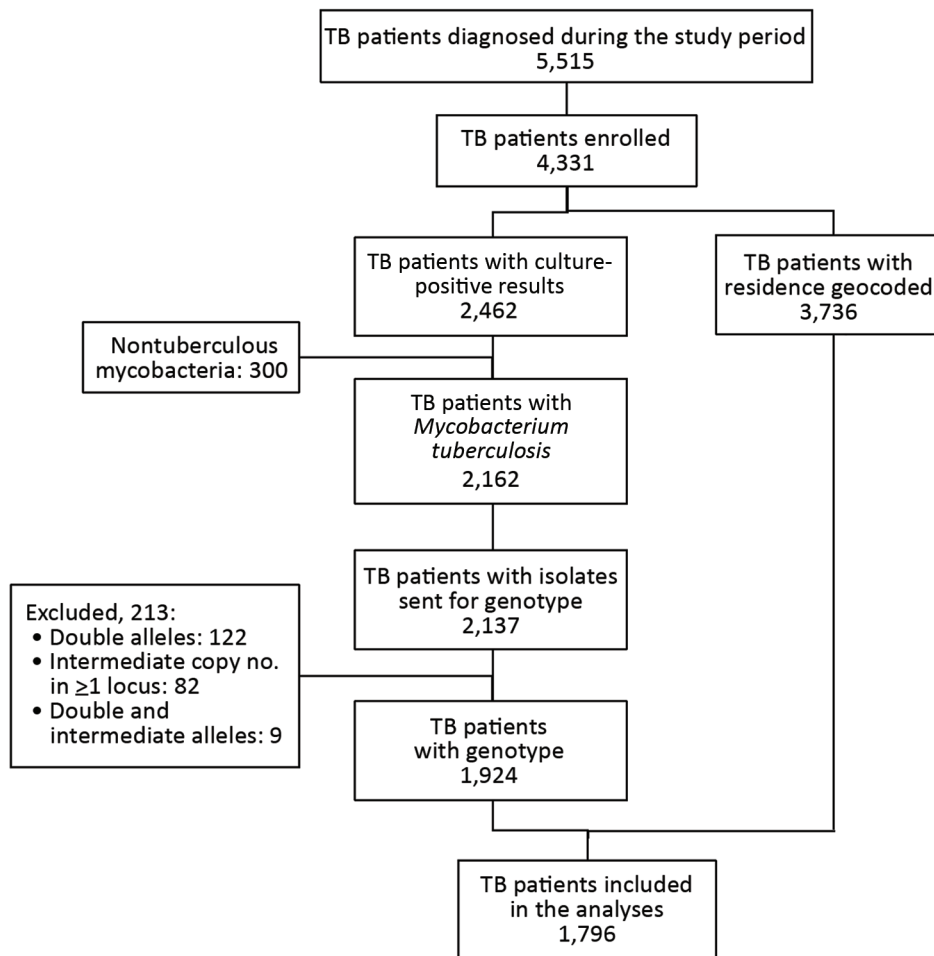 TB patients diagnosed during the study period
5,515
TB patients enrolled
4,331
TB patients with culture-
positive results
2,462
TB patients with
residence geocoded
3,736
Nontuberculous
mycobacteria: 300
TB patients with
Mycobacterium
tuberculosis
2,162
TB patients with isolates
sent for genotype
2,137
Excluded, 213:
• Double alleles: 122
• Intermediate copy no.
in ≥1 locus: 82
• Double and
intermediate alleles: 9
TB patients
with genotype
1,924
TB patients included
in the analyses
1,796